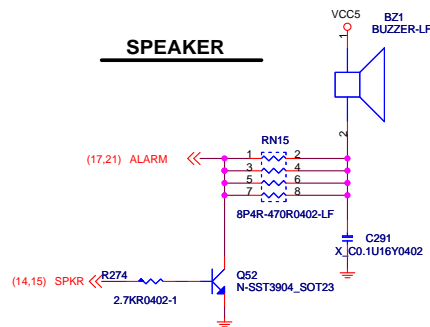 VCC5
BZ1
BUZZER-LF
SPEAKER
1
2
RN15
(17,21) ALARM
1 2
3 4
5 6
7 8
8P4R-470R0402-LF
C291
X_C0.1U16Y0402
(14,15) SPKR
R274
2.7KR0402-1
Q52
N-SST3904_SOT23